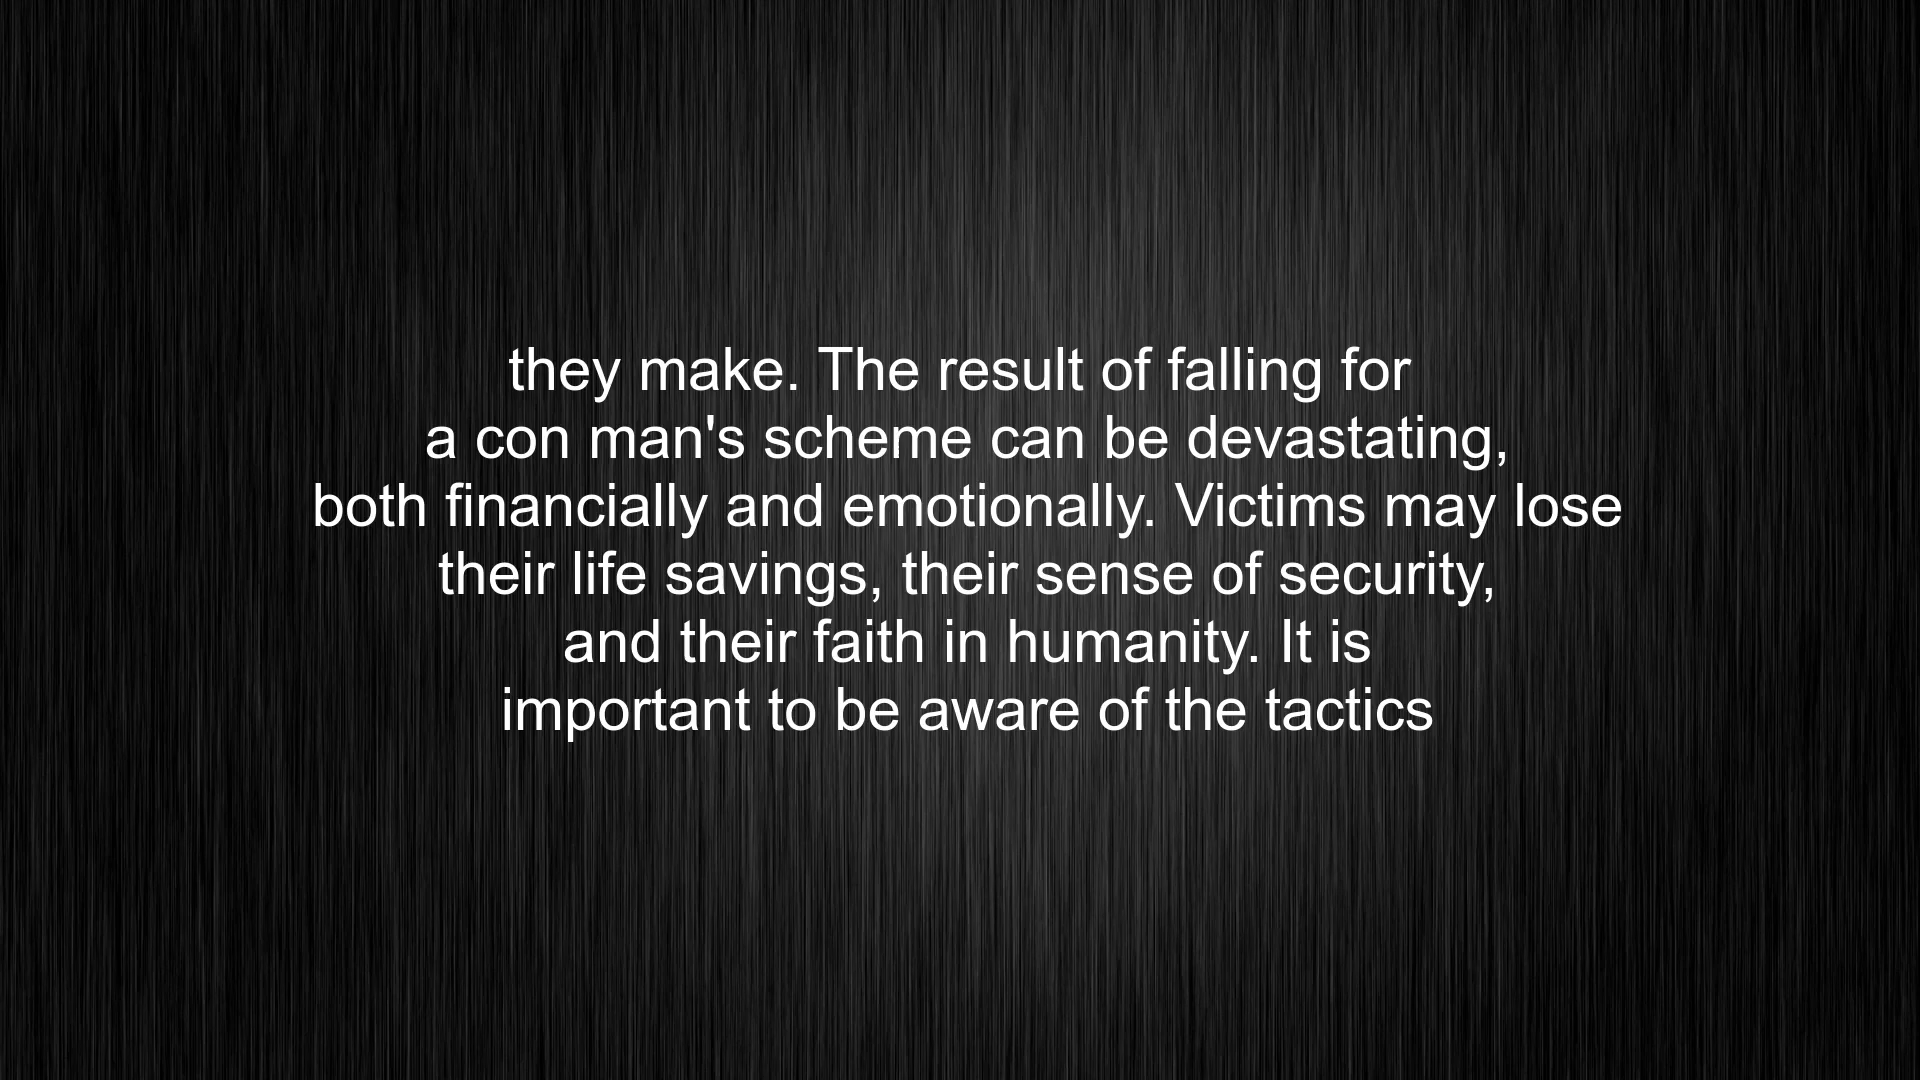 they make. The result of falling for
a con man's scheme can be devastating,
both financially and emotionally. Victims may lose
their life savings, their sense of security,
and their faith in humanity. It is
important to be aware of the tactics